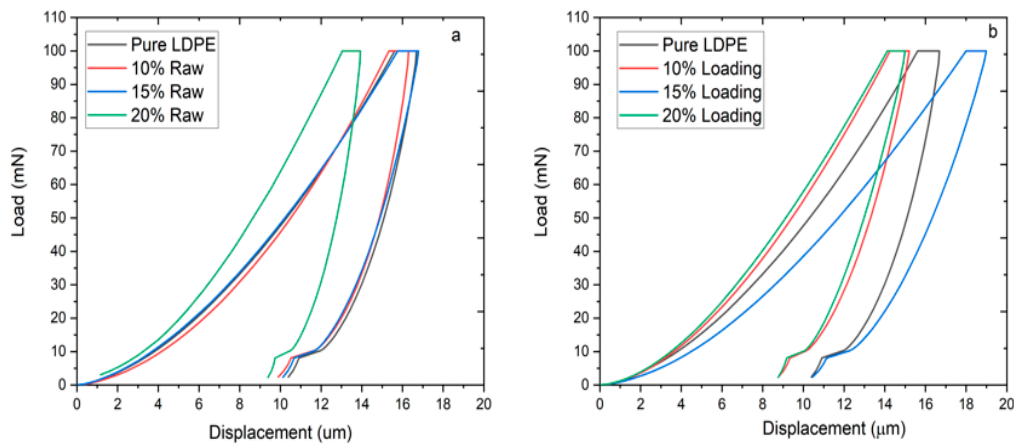 a
Pure LDPE
10% Raw
15% Raw
20% Raw
110
100
90
80
70
60
50
40
30
20
10
0
Load (mN)
0 2 4 6 8 10 12 14 16 18 20
Displacement (um)
b
Pure LDPE
10% Loading
15% Loading
20% Loading
110
100
90
80
70
60
50
40
30
20
10
0
Load (mN)
0 2 4 6 8 10 12 14 16 18 20
Displacement (μm)